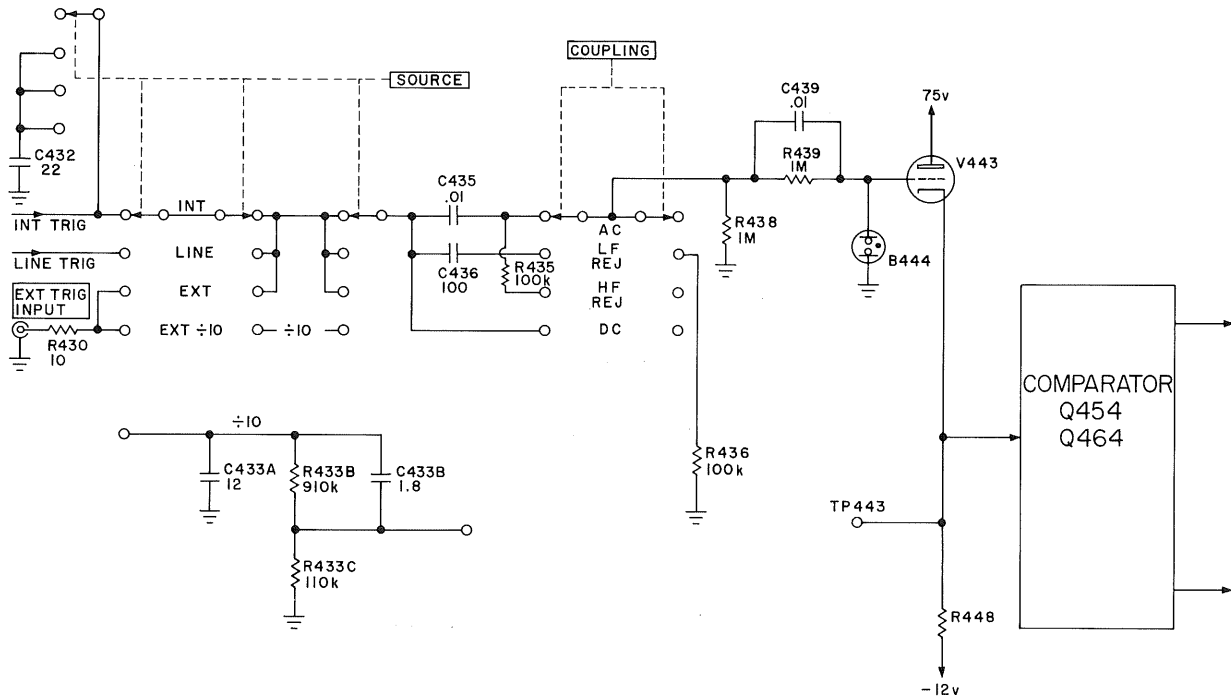 COUPLING
SOURCE
C439
.01
75v
R439
1M
V443
C432
22
C435
.01
INT
INT TRIG
AC
R438
1M
LINE TRIG
LINE
C436
100
R435
100k
LF
REJ
B444
EXT TRIG
INPUT
EXT
HF
REJ
R430
10
EXT ÷10
÷10
DC
COMPARATOR
Q454
Q464
÷10
C433A
12
R433B
910k
C433B
1.8
R436
100k
TP443
R433C
110k
R448
-12v